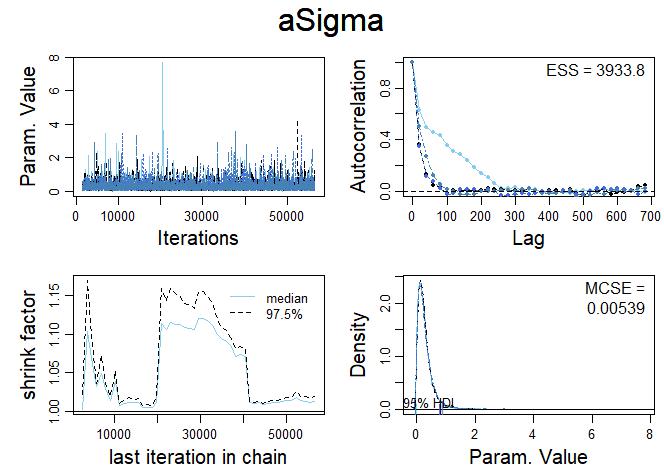 aSigma
Param. Value
0 2 4 6 8
0 10000 30000 50000
Iterations
Autocorrelation
0.0 0.4 0.8
ESS = 3933.8
0 100 200 300 400 500 600 700
Lag
shrink factor
1.00 1.05 1.10 1.15
median
97.5%
10000 30000 50000
last iteration in chain
Density
0.0 1.0 2.0
MCSE =
0.00539
95% HDI
0 2 4 6 8
Param. Value